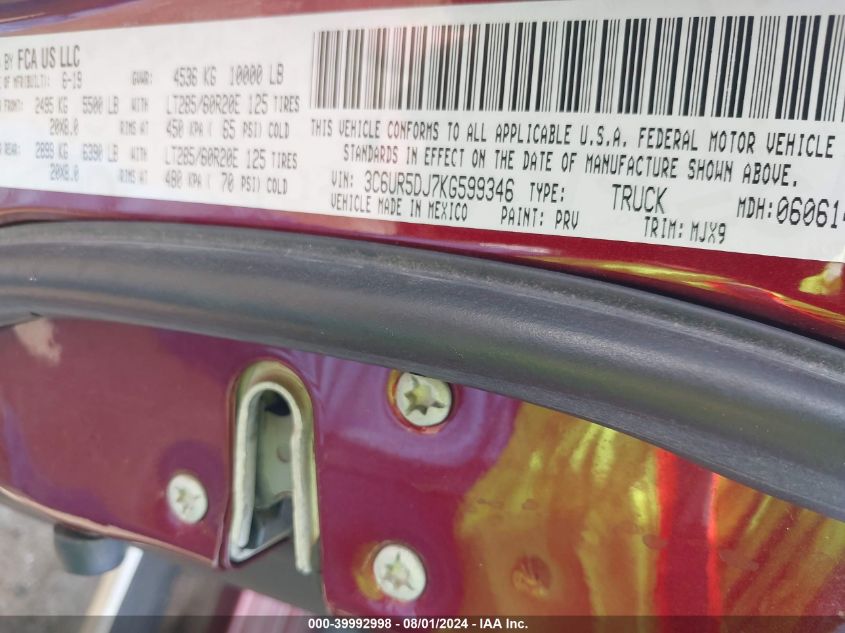 BY FCA US LLC
OF MFR(BUILT): 6-19 GVWR: 4536 KG 10000 LB
FRONT: 2495 KG 5500 LB WITH LT285/60R20E 125 TIRES
20X8.0 RIMS AT 450 KPA ( 65 PSI) COLD
REAR: 2899 KG 6390 LB WITH LT285/60R20E 125 TIRES
20X8.0 RIMS AT 480 KPA ( 70 PSI) COLD
THIS VEHICLE CONFORMS TO ALL APPLICABLE U.S.A. FEDERAL MOTOR VEHICLE
STANDARDS IN EFFECT ON THE DATE OF MANUFACTURE SHOWN ABOVE.
VIN: 3C6UR5DJ7KG599346 TYPE: TRUCK MDH:06061
VEHICLE MADE IN MEXICO PAINT: PRV TRIM: MJX9
000-39992998 - 08/01/2024 - IAA Inc.